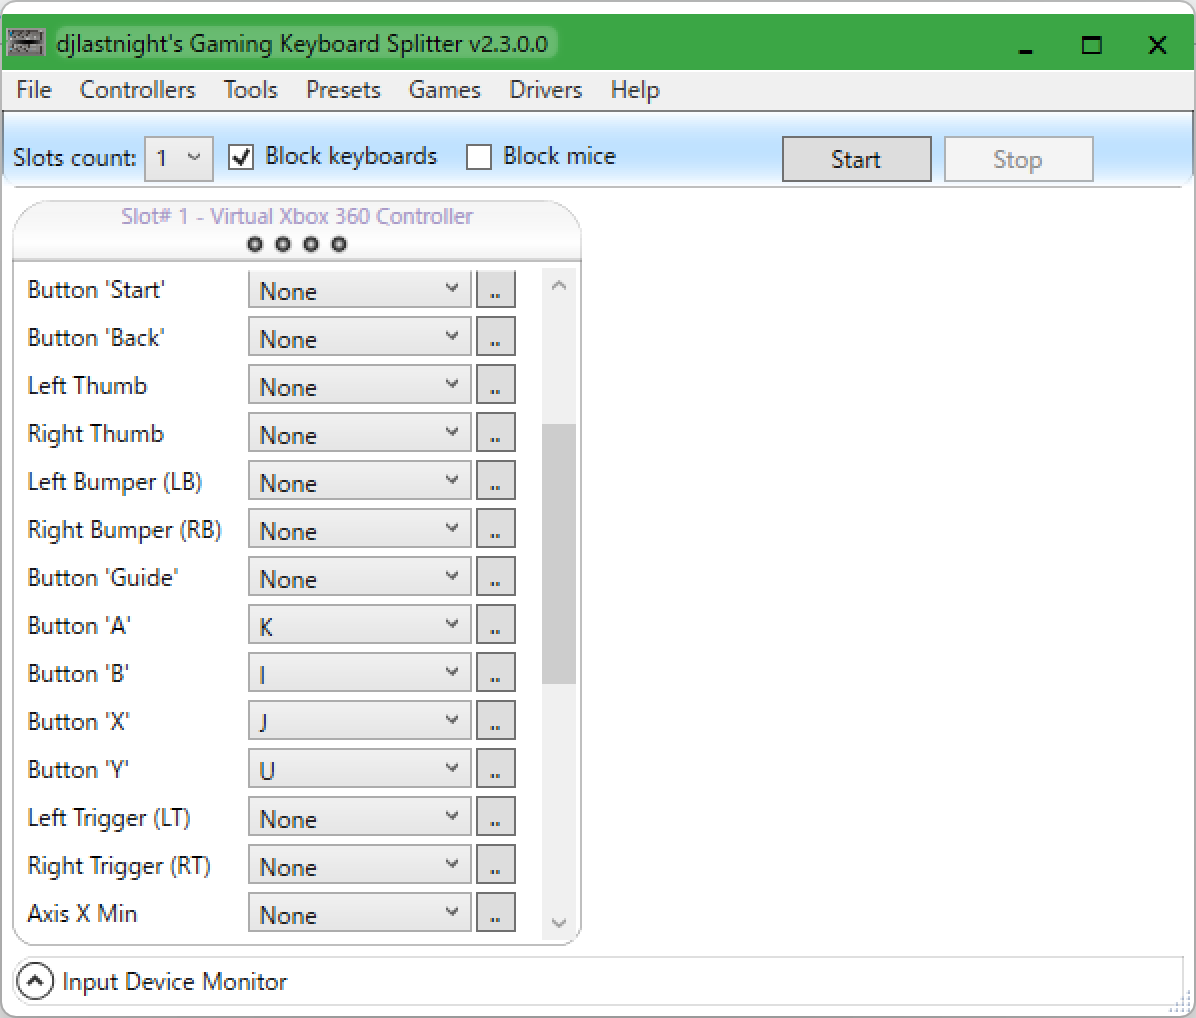 djlastnight's Gaming Keyboard Splitter v2.3.0.0
File Controllers Tools Presets Games Drivers Help
Slots count: 1 Block keyboards Block mice Start Stop
Slot# 1 - Virtual Xbox 360 Controller
Button 'Start' None ..
Button 'Back' None ..
Left Thumb None ..
Right Thumb None ..
Left Bumper (LB) None ..
Right Bumper (RB) None ..
Button 'Guide' None ..
Button 'A' K ..
Button 'B' I ..
Button 'X' J ..
Button 'Y' U ..
Left Trigger (LT) None ..
Right Trigger (RT) None ..
Axis X Min None ..
Input Device Monitor